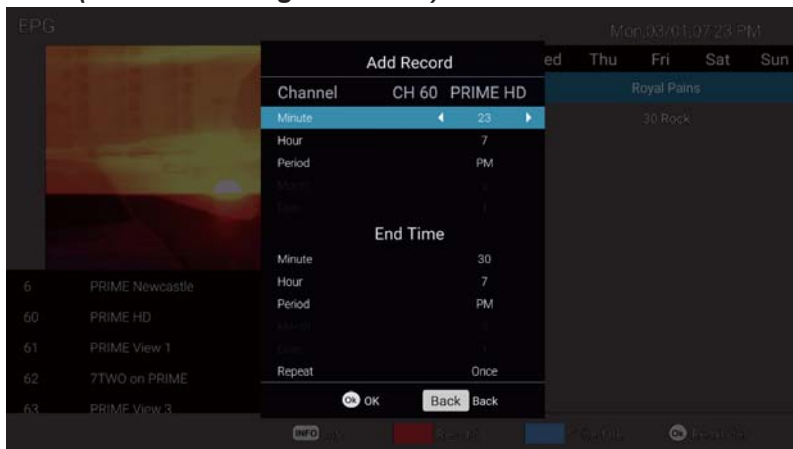 EPG
Mon,03/01,07:23 PM
Add Record
ed Thu Fri Sat Sun
Channel CH 60 PRIME HD
Royal Pains
Minute 23
30 Rock
Hour 7
Period PM
End Time
Minute 30
6 PRIME Newcastle
Hour 7
Period PM
60 PRIME HD
61 PRIME View 1
Repeat Once
62 7TWO on PRIME
Ok OK Back Back
63 PRIME View 3
INFO
Ok